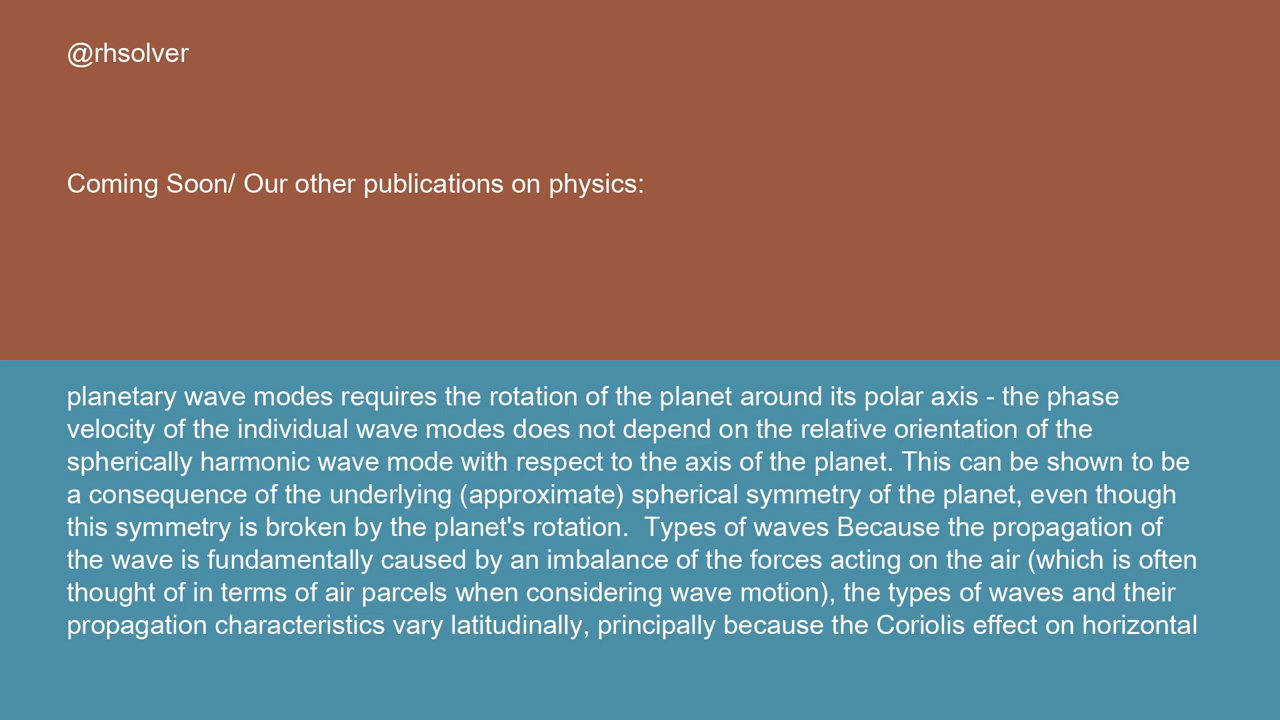 @rhsolver
Coming Soon/ Our other publications on physics:
planetary wave modes requires the rotation of the planet around its polar axis - the phase
velocity of the individual wave modes does not depend on the relative orientation of the
spherically harmonic wave mode with respect to the axis of the planet. This can be shown to be
a consequence of the underlying (approximate) spherical symmetry of the planet, even though
this symmetry is broken by the planet's rotation.  Types of waves Because the propagation of
the wave is fundamentally caused by an imbalance of the forces acting on the air (which is often
thought of in terms of air parcels when considering wave motion), the types of waves and their
propagation characteristics vary latitudinally, principally because the Coriolis effect on horizontal